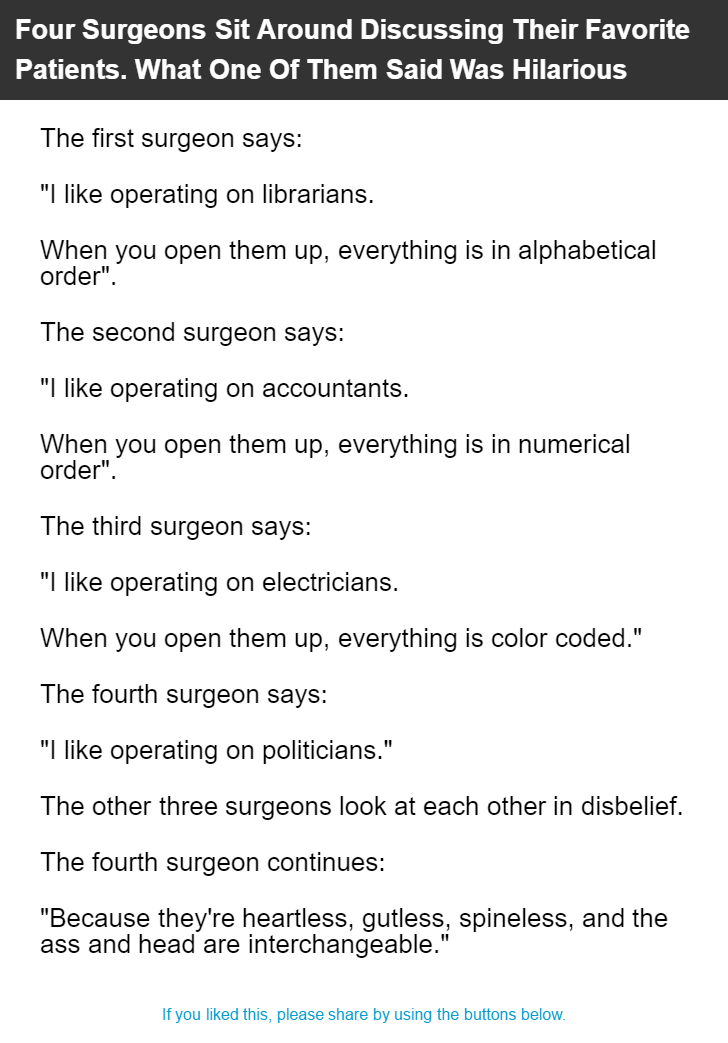 Four Surgeons Sit Around Discussing Their Favorite
Patients. What One Of Them Said Was Hilarious
The first surgeon says:
"I like operating on librarians.
When you open them up, everything is in alphabetical
order".
The second surgeon says:
"I like operating on accountants.
When you open them up, everything is in numerical
order".
The third surgeon says:
"I like operating on electricians.
When you open them up, everything is color coded."
The fourth surgeon says:
"I like operating on politicians."
The other three surgeons look at each other in disbelief.
The fourth surgeon continues:
"Because they're heartless, gutless, spineless, and the
ass and head are interchangeable."
If you liked this, please share by using the buttons below.